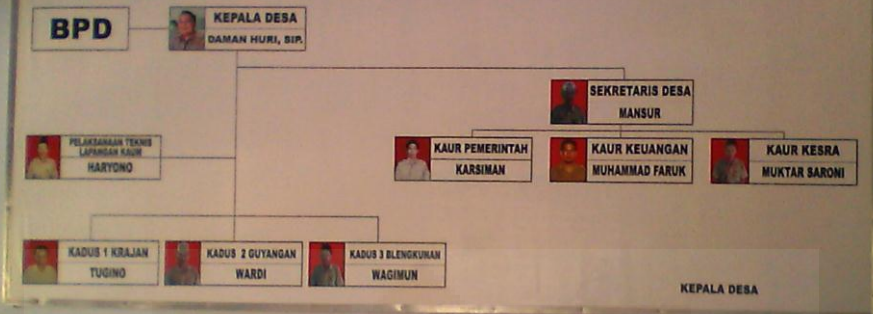 BPD
KEPALA DESA
DAMAN HURI, SIP.
SEKRETARIS DESA
MANSUR
PELAKSANAAN TEKNIS
LAPANGAN KAUM
HARYONO
KAUR PEMERINTAH
KARSIMAN
KAUR KEUANGAN
MUHAMMAD FARUK
KAUR KESRA
MUKTAR SARONI
KADUS 1 KRAJAN
TUGINO
KADUS 2 GUYANGAN
WARDI
KADUS 3 BLENGKUNAN
WAGIMUN
KEPALA DESA